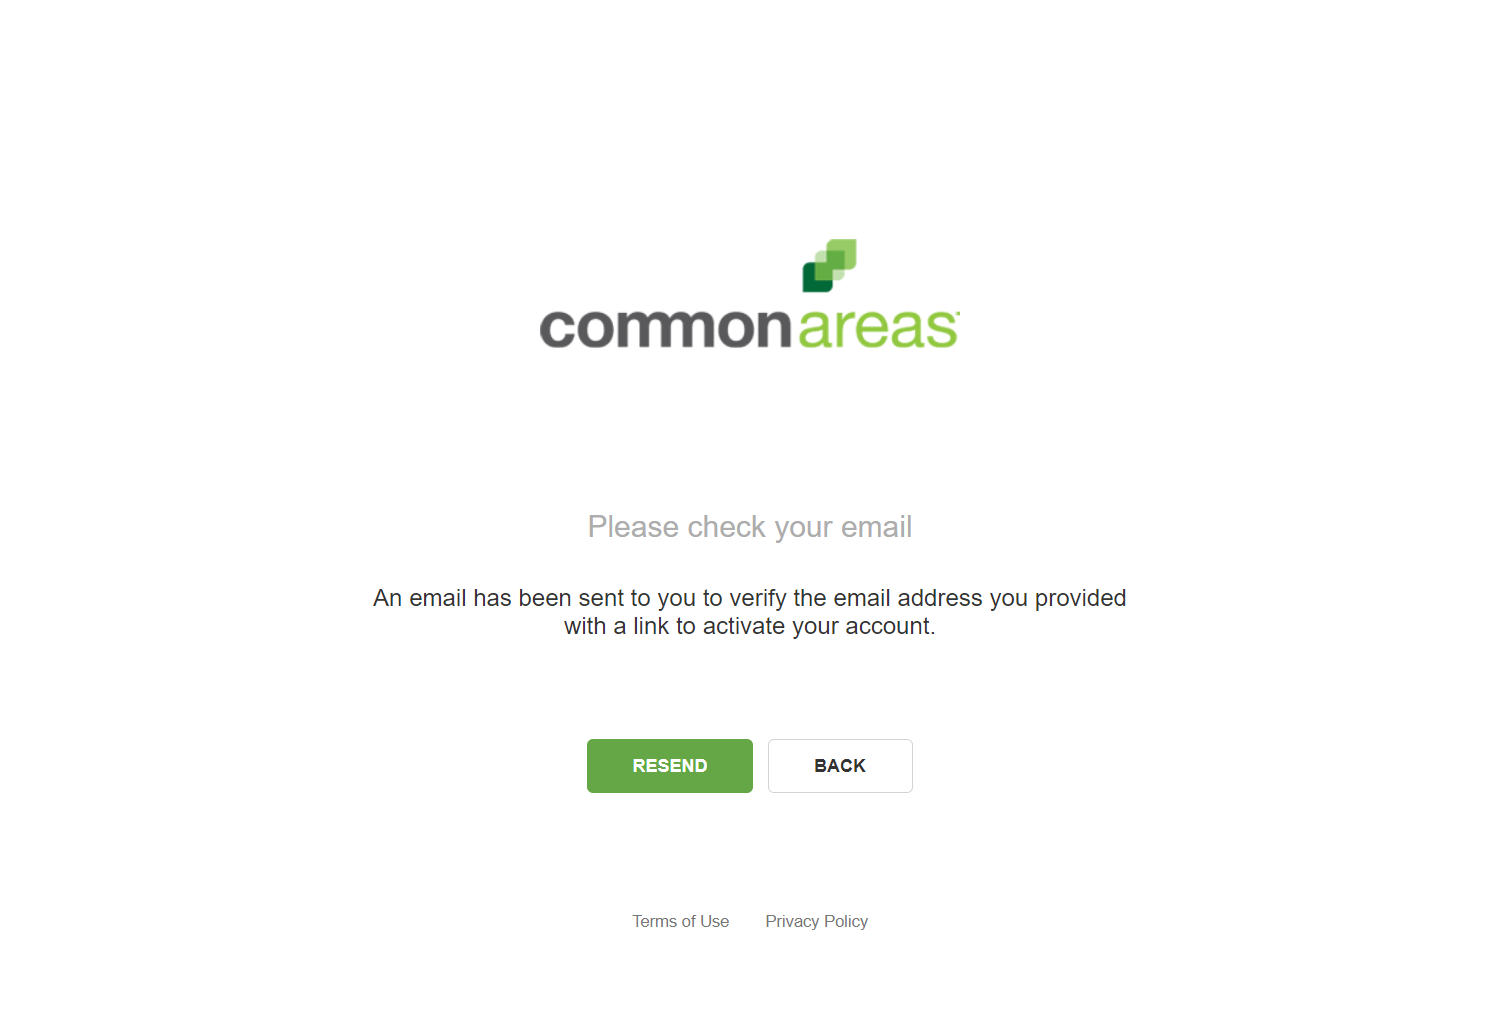 commonareas
Please check your email
An email has been sent to you to verify the email address you provided
with a link to activate your account.
RESEND
BACK
Terms of Use
Privacy Policy